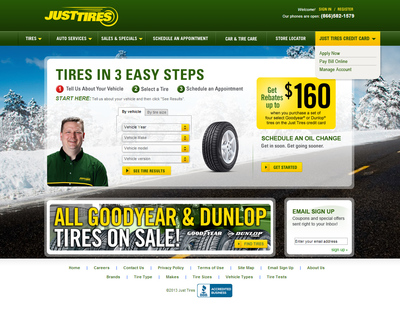 JUST TIRES
Welcome! SIGN IN / REGISTER
Our phones are open: (866)582-1579
TIRES AUTO SERVICES SALES & SPECIALS SCHEDULE AN APPOINTMENT CAR & TIRE CARE STORE LOCATOR JUST TIRES CREDIT CARD
Apply Now
Pay Bill Online
Manage Account
TIRES IN 3 EASY STEPS
1 Tell Us About Your Vehicle 2 Select a Tire 3 Schedule an Appointment
START HERE: Tell us about your vehicle and then click "Tire Results".
By vehicle By tire size
Vehicle Year
Vehicle Make
Vehicle Model
Vehicle Version
SEE TIRE RESULTS
Get Rebates up to $160
when you purchase a set of
four select Goodyear® or Dunlop®
tires on the Just Tires credit card
SCHEDULE AN OIL CHANGE
Get in soon. Get going sooner.
GET STARTED
ALL GOODYEAR & DUNLOP
TIRES ON SALE!
GOODYEAR DUNLOP
FIND TIRES
EMAIL SIGN UP
Coupons and special offers
sent right to your inbox!
Enter your email address
sign up
Home | Careers | Contact Us | Privacy Policy | Terms of Use | Site Map | Email Sign Up | About Us
Brands | Tire Type | Makes | Tire Sizes | Vehicle Types | Tire Tests
©2013 Just Tires
BBB ACCREDITED
BUSINESS